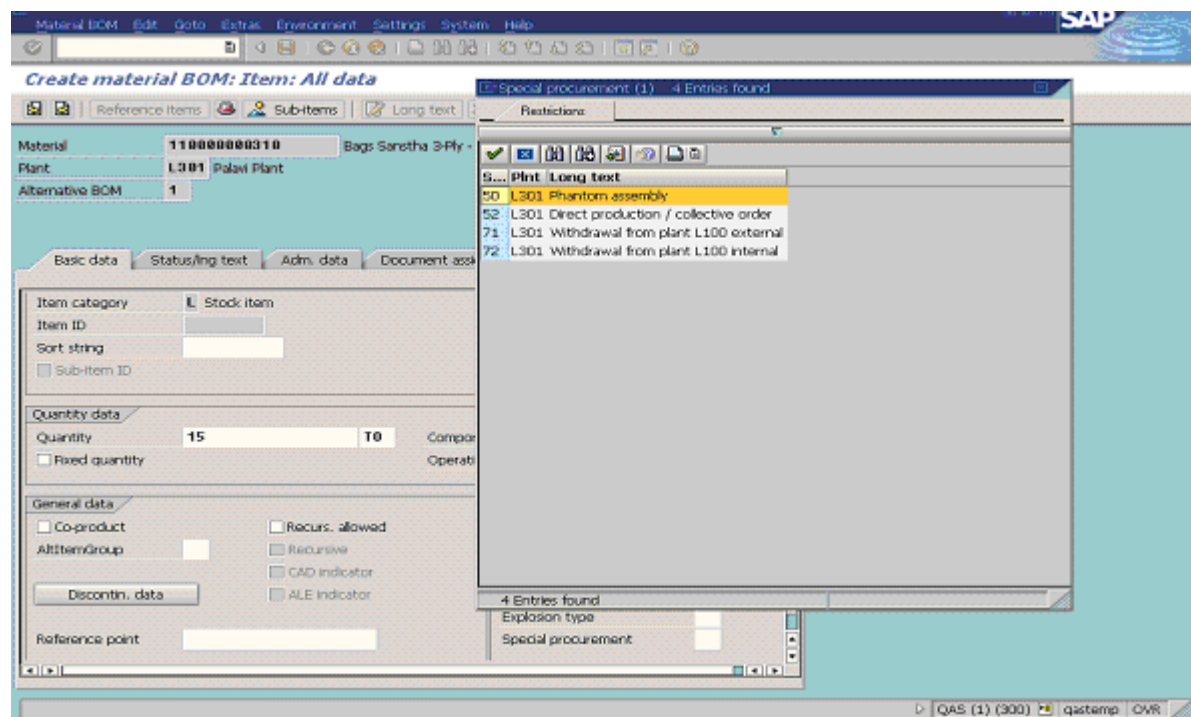 Material BOM Edit Goto Extras Environment Settings System Help
SAP
Create material BOM: Item: All data
Reference items Sub-items Long text
Material 110000000310 Bags Sanstha 3-Ply -
Plant L301 Palavi Plant
Alternative BOM 1
Basic data Status/lng text Adm. data Document ass
Item category L Stock item
Item ID
Sort string
Sub-item ID
Quantity data
Quantity 15 TO Compor
Fixed quantity Operati
General data
Co-product Recurs. allowed
AltItemGroup Recursive
CAD indicator
Discontin. data ALE indicator
Reference point
Explosion type
Special procurement
Special procurement (1) 4 Entries found
Restrictions
S... Plnt Long text
50 L301 Phantom assembly
52 L301 Direct production / collective order
71 L301 Withdrawal from plant L100 external
72 L301 Withdrawal from plant L100 internal
4 Entries found
QAS (1) (300) qastemp OVR